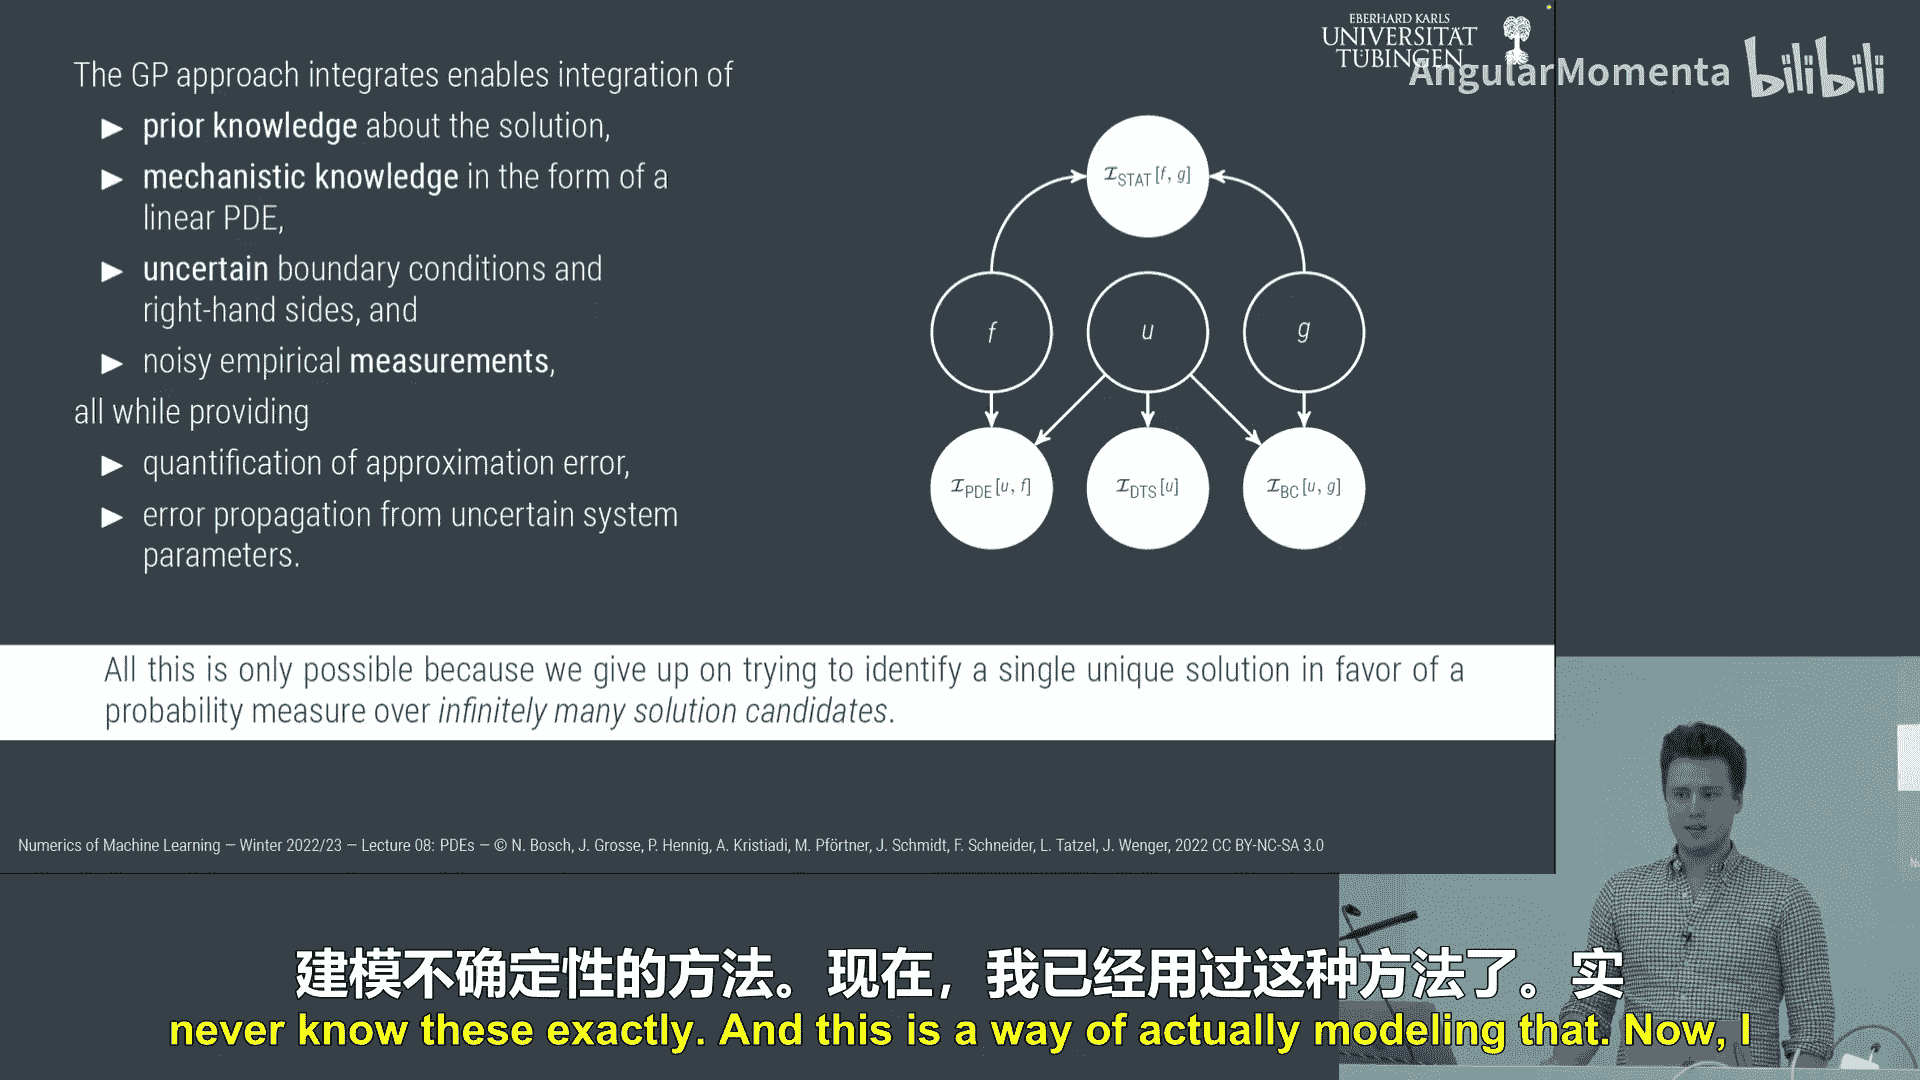 The GP approach integrates enables integration of
▶ prior knowledge about the solution,
▶ mechanistic knowledge in the form of a
linear PDE,
▶ uncertain boundary conditions and
right-hand sides, and
▶ noisy empirical measurements,
all while providing
▶ quantification of approximation error,
▶ error propagation from uncertain system
parameters.
EBERHARD KARLS
UNIVERSITÄT
TÜBINGEN
AngularMomenta bilibili
𝓘STAT[f, g]
f
u
g
𝓘PDE[u, f]
𝓘DTS[u]
𝓘BC[u, g]
All this is only possible because we give up on trying to identify a single unique solution in favor of a
probability measure over infinitely many solution candidates.
Numerics of Machine Learning — Winter 2022/23 — Lecture 08: PDEs — © N. Bosch, J. Grosse, P. Hennig, A. Kristiadi, M. Pförtner, J. Schmidt, F. Schneider, L. Tatzel, J. Wenger, 2022 CC BY-NC-SA 3.0
建模不确定性的方法。现在，我已经用过这种方法了。实
never know these exactly. And this is a way of actually modeling that. Now, I